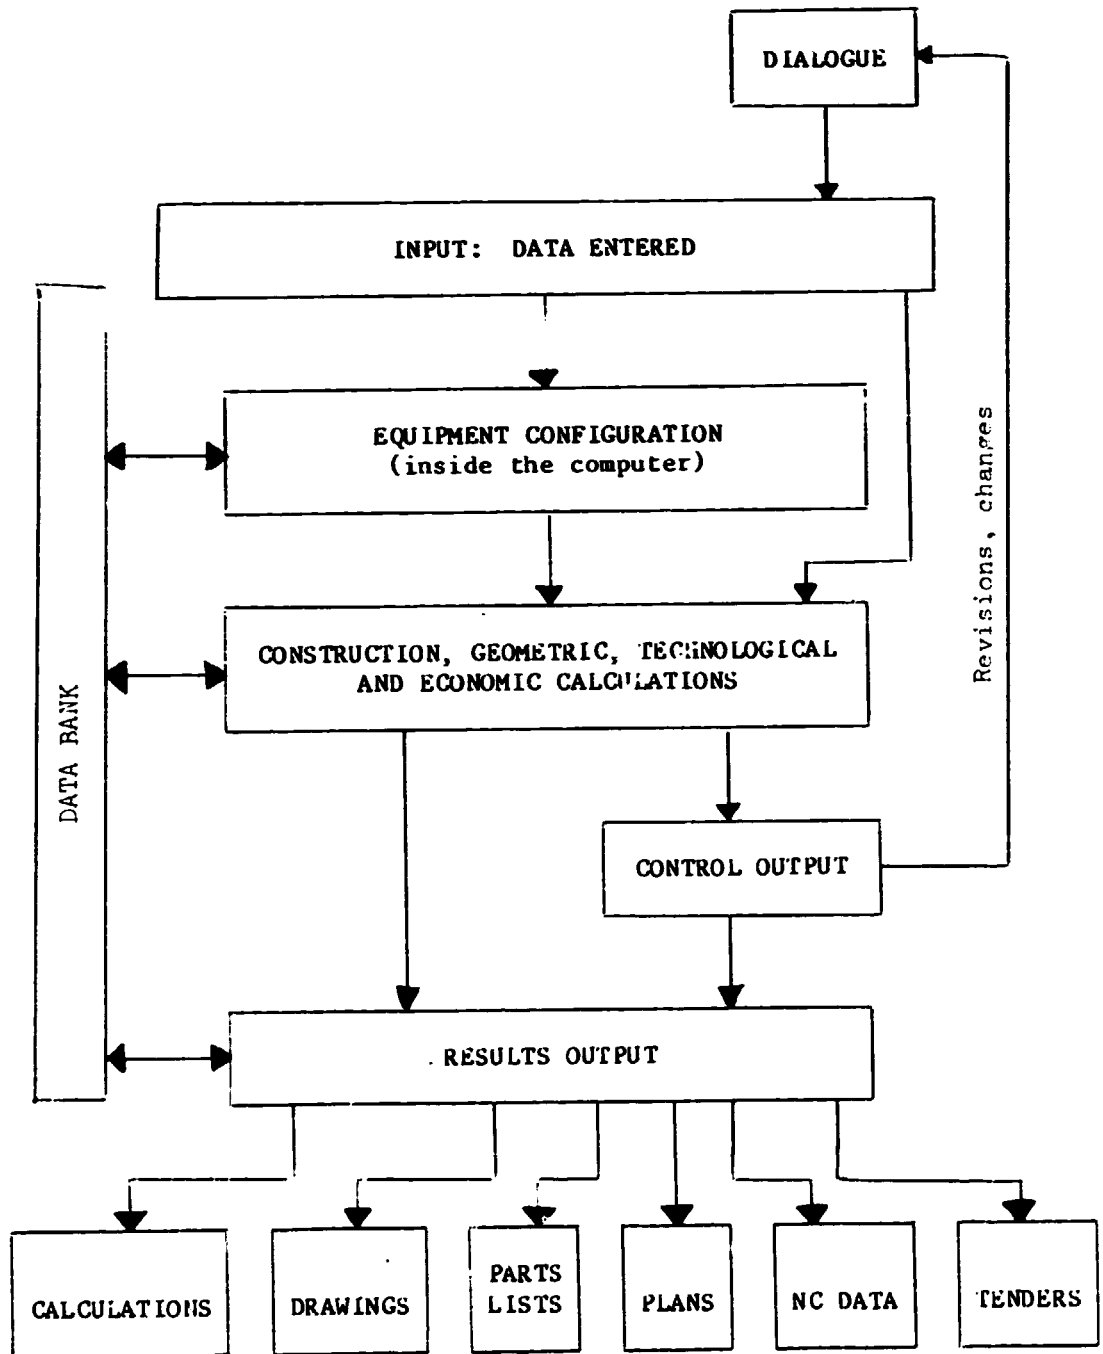 DIALOGUE
INPUT: DATA ENTERED
EQUIPMENT CONFIGURATION
(inside the computer)
CONSTRUCTION, GEOMETRIC, TECHNOLOGICAL
AND ECONOMIC CALCULATIONS
DATA BANK
Revisions, changes
CONTROL OUTPUT
RESULTS OUTPUT
CALCULATIONS
DRAWINGS
PARTS
LISTS
PLANS
NC DATA
TENDERS